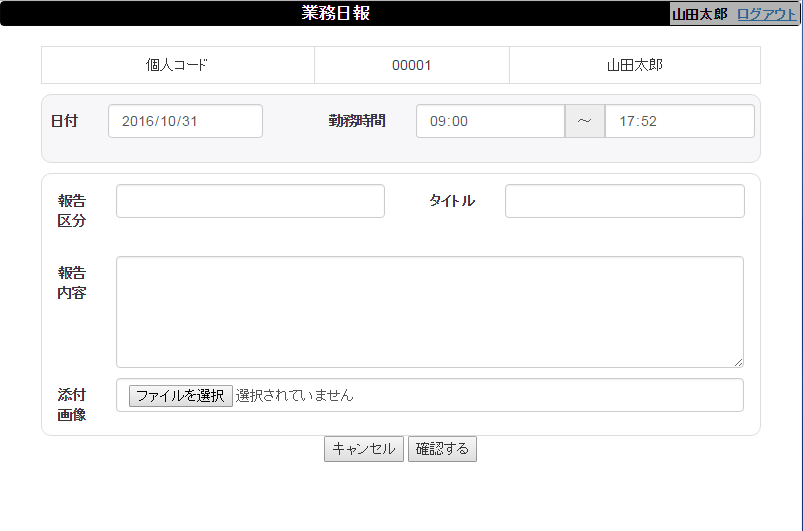 業務日報
山田太郎 ログアウト
個人コード 00001 山田太郎
日付 2016/10/31 勤務時間 09:00 ～ 17:52
報告
区分
タイトル
報告
内容
添付
画像
ファイルを選択 選択されていません
キャンセル 確認する